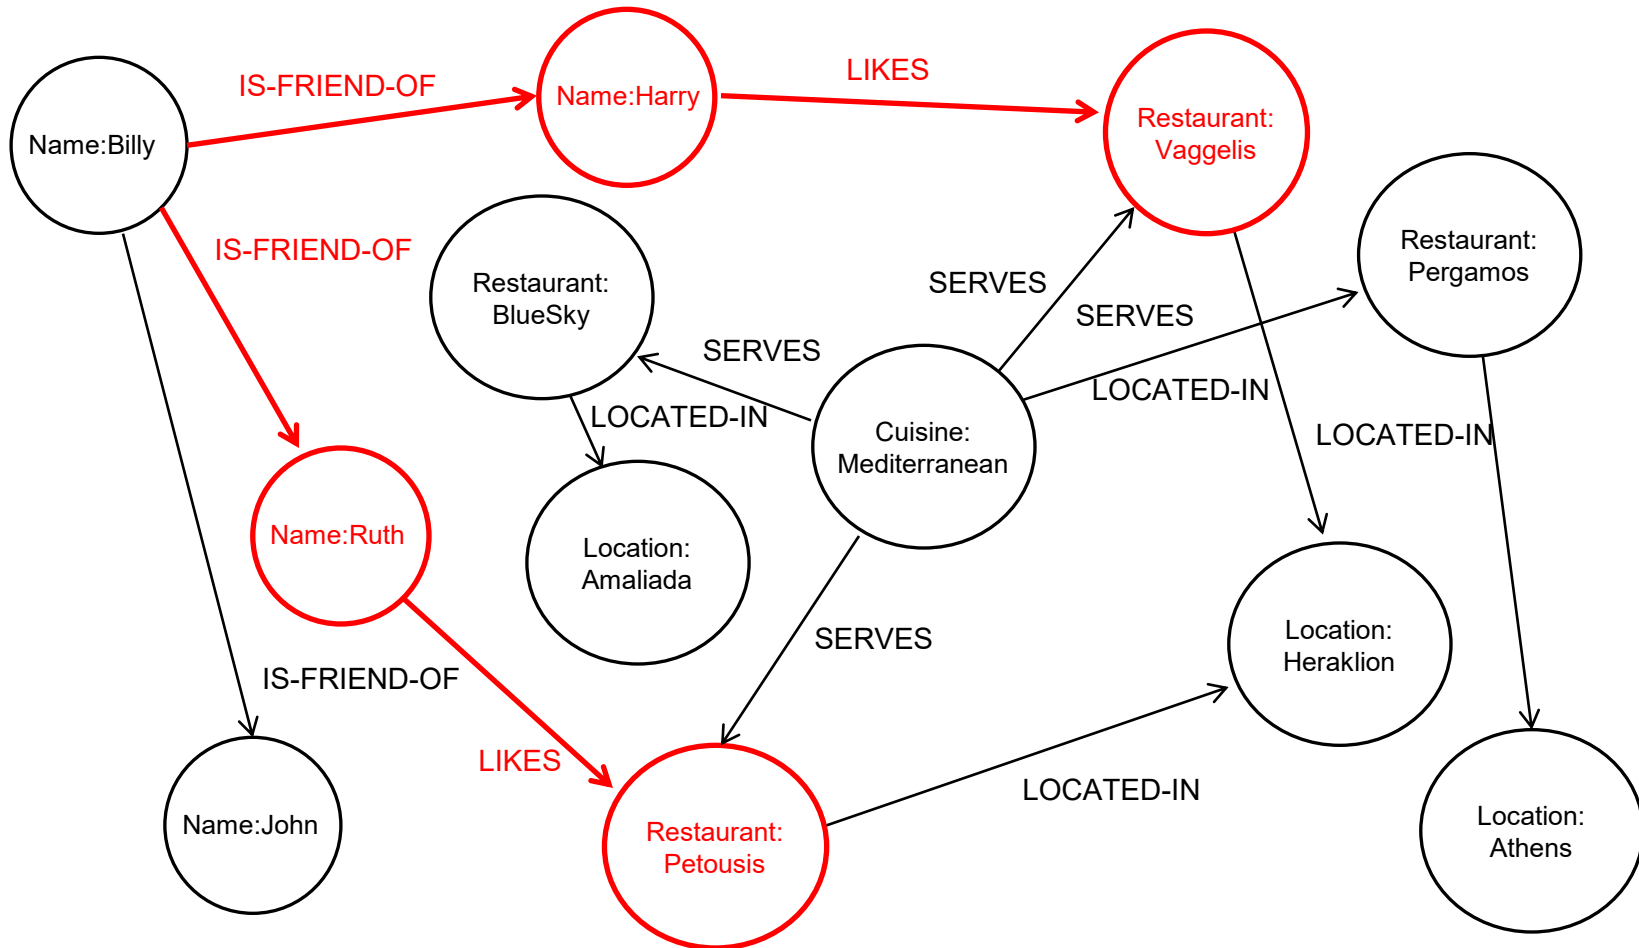 IS-FRIEND-OF
LIKES
Name:Harry
Restaurant:
Vaggelis
Name:Billy
IS-FRIEND-OF
Restaurant:
BlueSky
SERVES
SERVES
Restaurant:
Pergamos
SERVES
LOCATED-IN
LOCATED-IN
LOCATED-IN
Cuisine:
Mediterranean
Name:Ruth
Location:
Amaliada
SERVES
Location:
Heraklion
IS-FRIEND-OF
LIKES
LOCATED-IN
Name:John
Restaurant:
Petousis
Location:
Athens